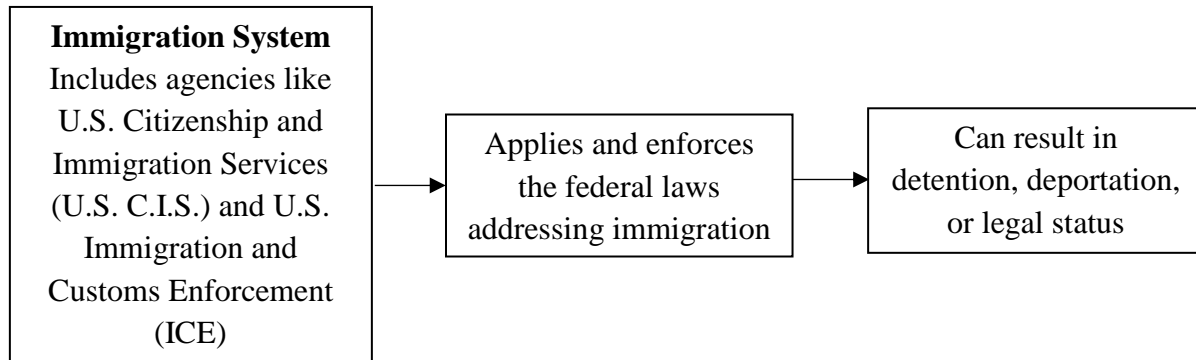 Immigration System
Includes agencies like
U.S. Citizenship and
Immigration Services
(U.S. C.I.S.) and U.S.
Immigration and
Customs Enforcement
(ICE)
Applies and enforces
the federal laws
addressing immigration
Can result in
detention, deportation,
or legal status